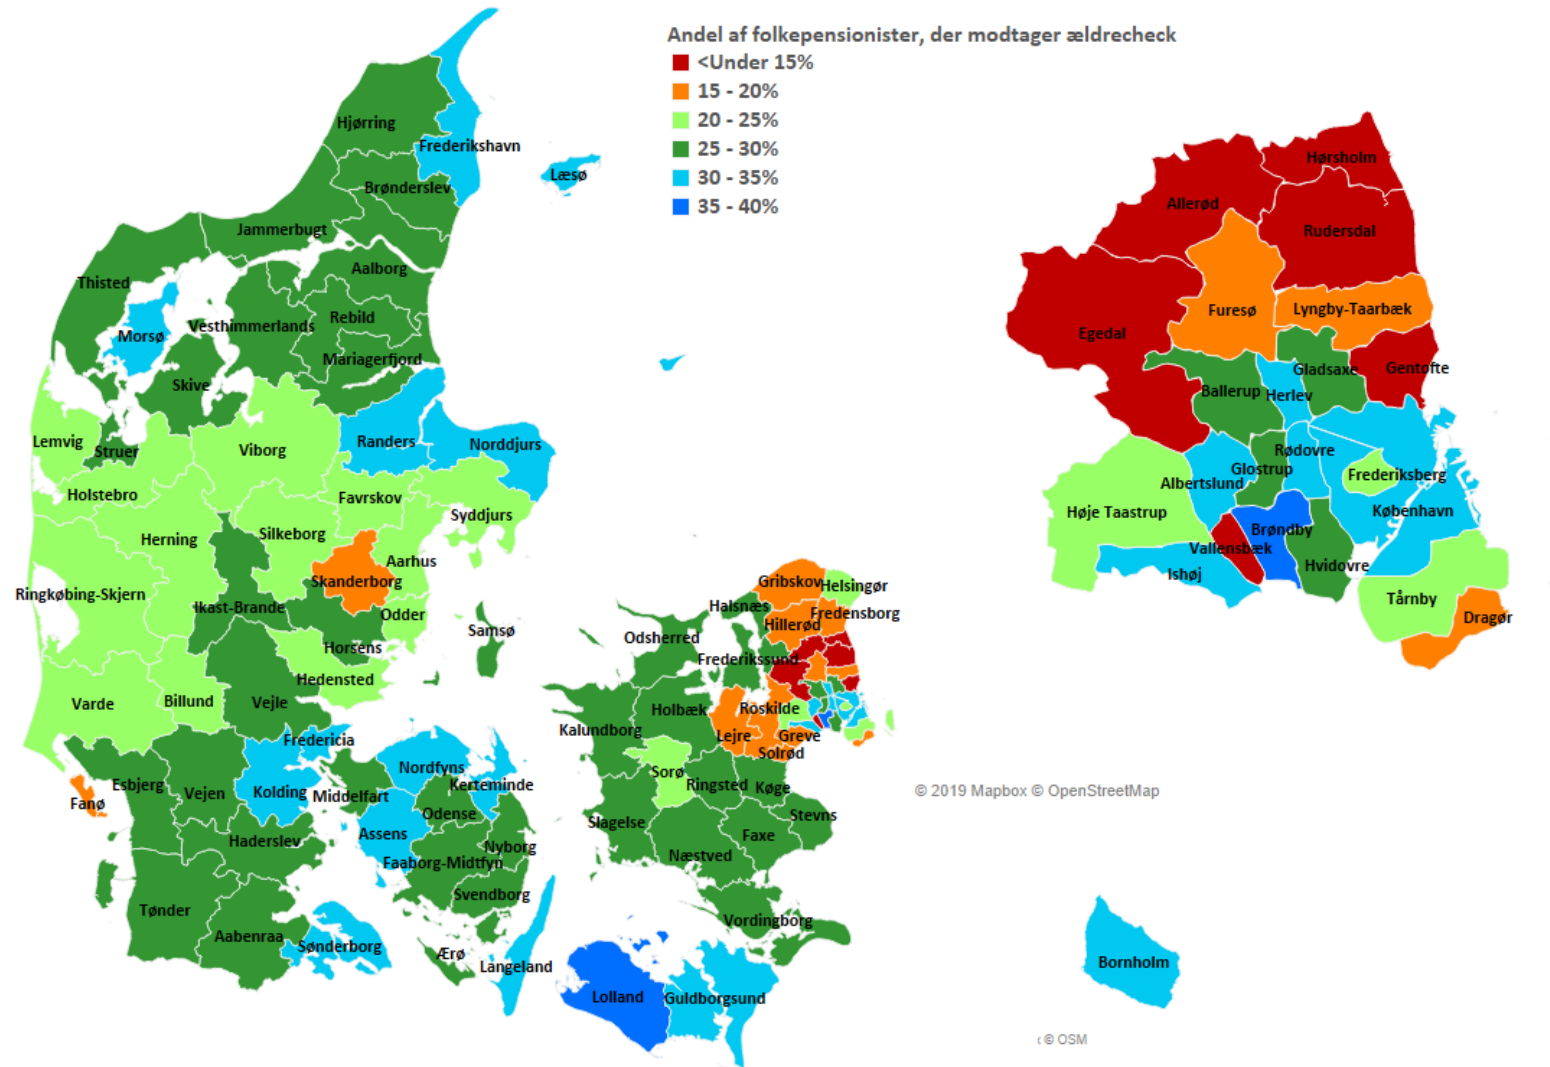 Andel af folkepensionister, der modtager ældrecheck
<Under 15%
15 - 20%
20 - 25%
25 - 30%
30 - 35%
35 - 40%
Hjørring
Frederikshavn
Læsø
Brønderslev
Jammerbugt
Aalborg
Thisted
Rebild
Vesthimmerlands
Morsø
Mariagerfjord
Skive
Lemvig
Struer
Viborg
Randers
Norddjurs
Holstebro
Favrskov
Syddjurs
Herning
Silkeborg
Aarhus
Skanderborg
Ringkøbing-Skjern
Ikast-Brande
Odder
Samsø
Horsens
Hedensted
Varde
Billund
Vejle
Fredericia
Esbjerg
Fanø
Vejen
Kolding
Middelfart
Nordfyns
Kerteminde
Odense
Assens
Haderslev
Nyborg
Faaborg-Midtfyn
Svendborg
Tønder
Aabenraa
Sønderborg
Ærø
Langeland
Gribskov
Helsingør
Halsnæs
Hillerød
Fredensborg
Odsherred
Frederikssund
Holbæk
Roskilde
Kalundborg
Lejre
Greve
Solrød
Sorø
Ringsted
Køge
Slagelse
Stevns
Faxe
Næstved
Vordingborg
Lolland
Guldborgsund
Hørsholm
Allerød
Rudersdal
Furesø
Lyngby-Taarbæk
Egedal
Gladsaxe
Gentofte
Ballerup
Herlev
Rødovre
Glostrup
Frederiksberg
Albertslund
Høje Taastrup
København
Brøndby
Vallensbæk
Ishøj
Hvidovre
Tårnby
Dragør
© 2019 Mapbox © OpenStreetMap
Bornholm
© OSM